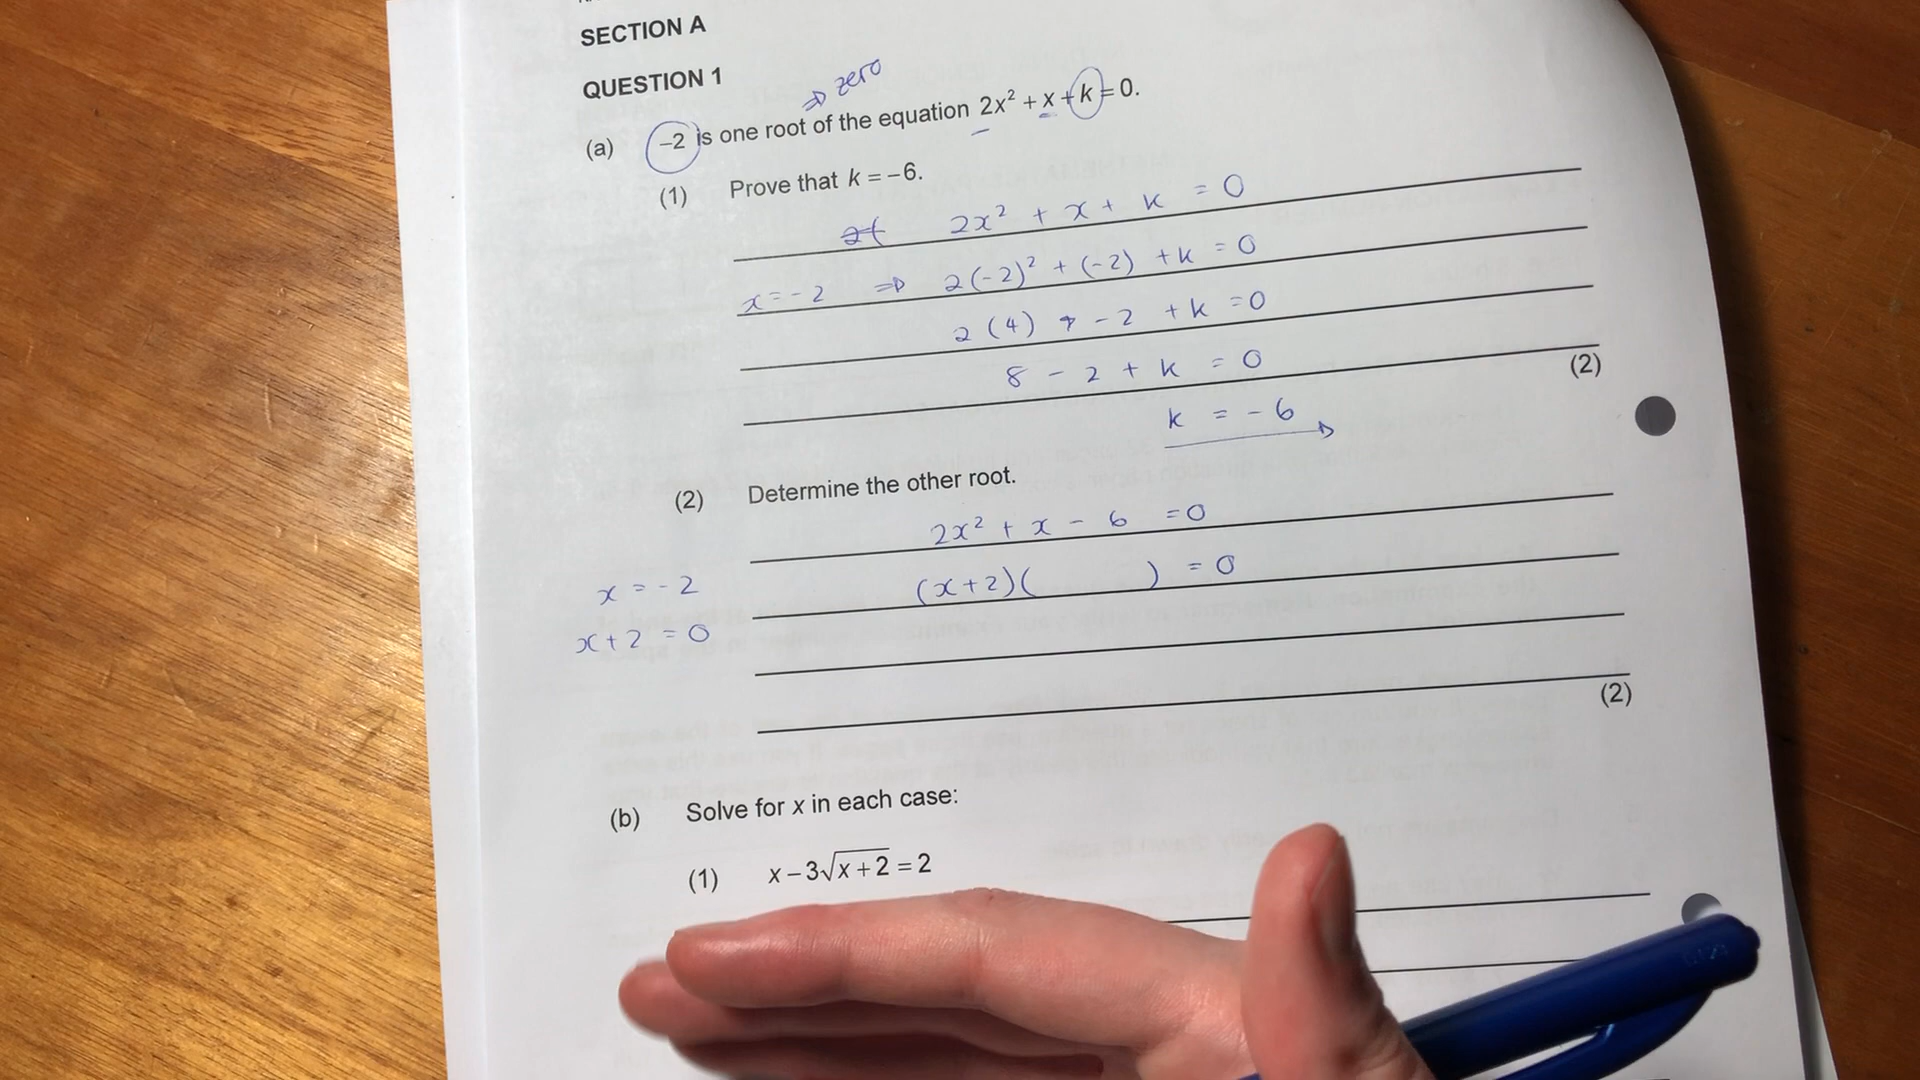 SECTION A
QUESTION 1
⇒ zero
(a) -2 is one root of the equation 2x² + x + k = 0.
(1) Prove that k = -6.
2x² + x + k = 0
x = -2 ⇒ 2(-2)² + (-2) + k = 0
2(4) - 2 + k = 0
8 - 2 + k = 0
(2)
k = -6
(2) Determine the other root.
2x² + x - 6 = 0
(x+2)( ) = 0
x = -2
x + 2 = 0
(2)
(b) Solve for x in each case:
(1) x - 3√(x + 2) = 2